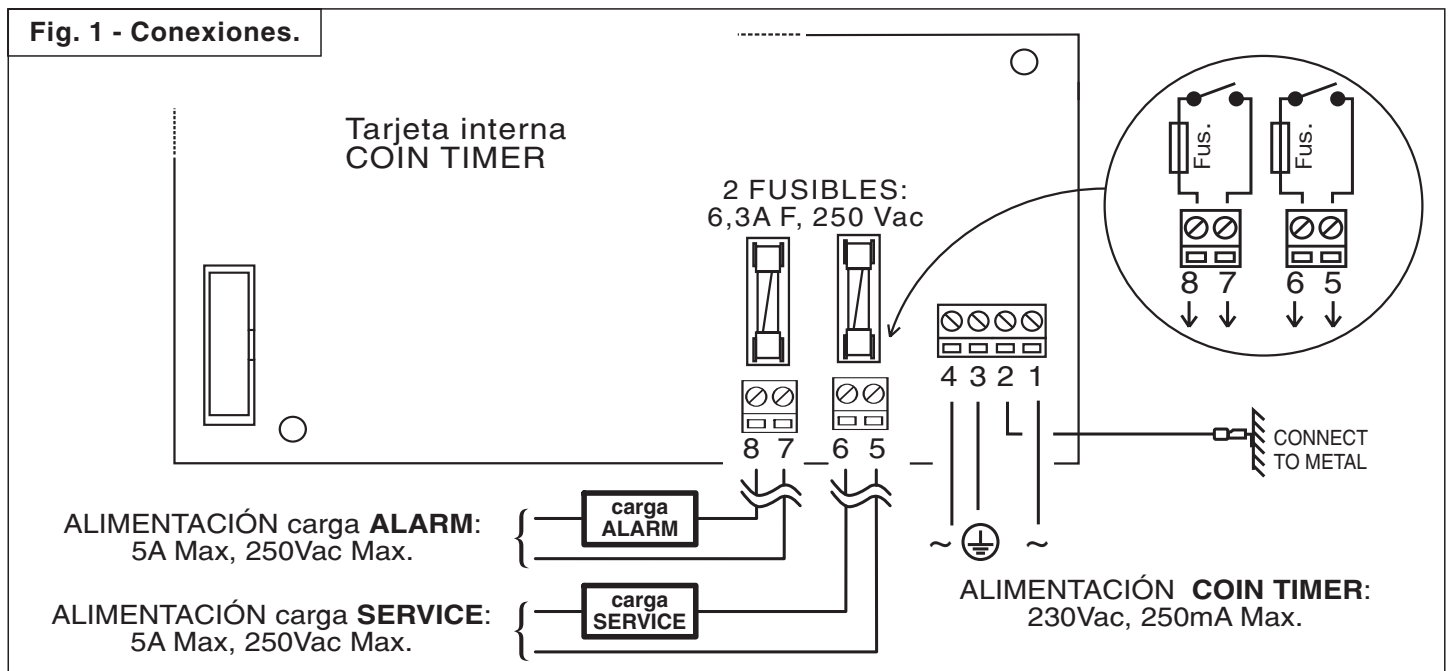 Fig. 1 - Conexiones.
Tarjeta interna
COIN TIMER
2 FUSIBLES:
6,3A F, 250 Vac
Fus.
Fus.
8 7 6 5
4 3 2 1
8 7 6 5
CONNECT
TO METAL
ALIMENTACIÓN carga ALARM:
5A Max, 250Vac Max.
carga
ALARM
ALIMENTACIÓN carga SERVICE:
5A Max, 250Vac Max.
carga
SERVICE
~ ~
ALIMENTACIÓN COIN TIMER:
230Vac, 250mA Max.